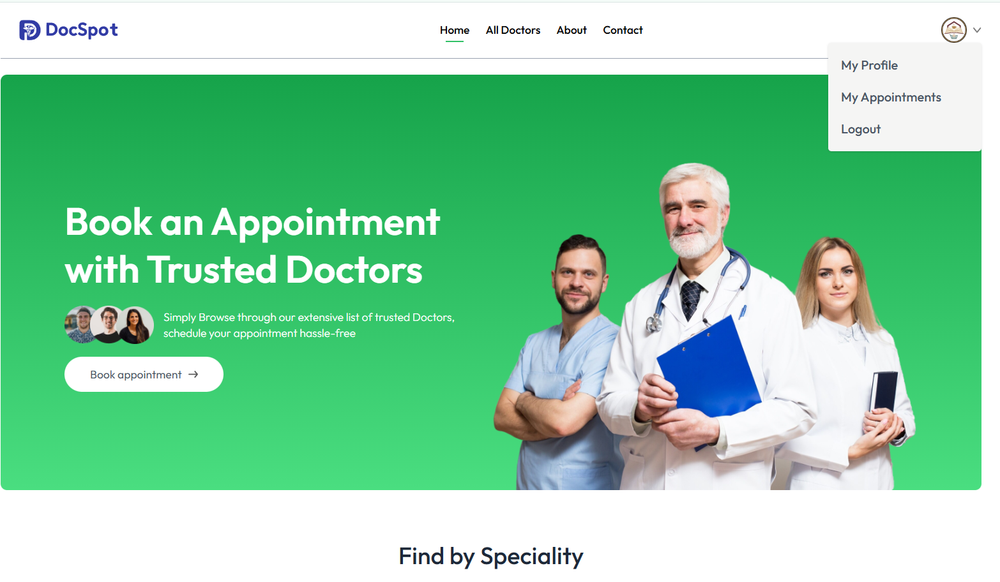 DocSpot
Home
All Doctors
About
Contact
My Profile
My Appointments
Logout
Book an Appointment
with Trusted Doctors
Simply Browse through our extensive list of trusted Doctors,
schedule your appointment hassle-free
Book appointment →
Find by Speciality